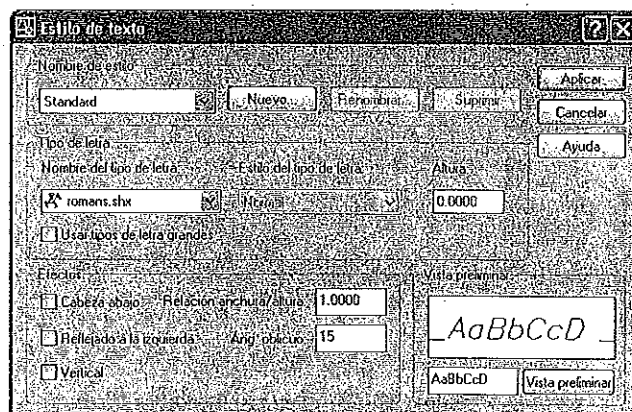 Estilo de texto
Nombre de estilo
Standard
Nuevo...
Renombrar...
Suprimir
Aplicar
Cancelar
Ayuda
Tipo de letra
Nombre del tipo de letra:
Estilo del tipo de letra:
Altura
romans.shx
Normal
0.0000
Usar tipos de letra grandes
Efectos
Cabeza abajo
Relación anchura/altura:
1.0000
Reflejado a la izquierda
Áng. oblicuo:
15
Vertical
Vista preliminar
AaBbCcD
AaBbCcD
Vista preliminar